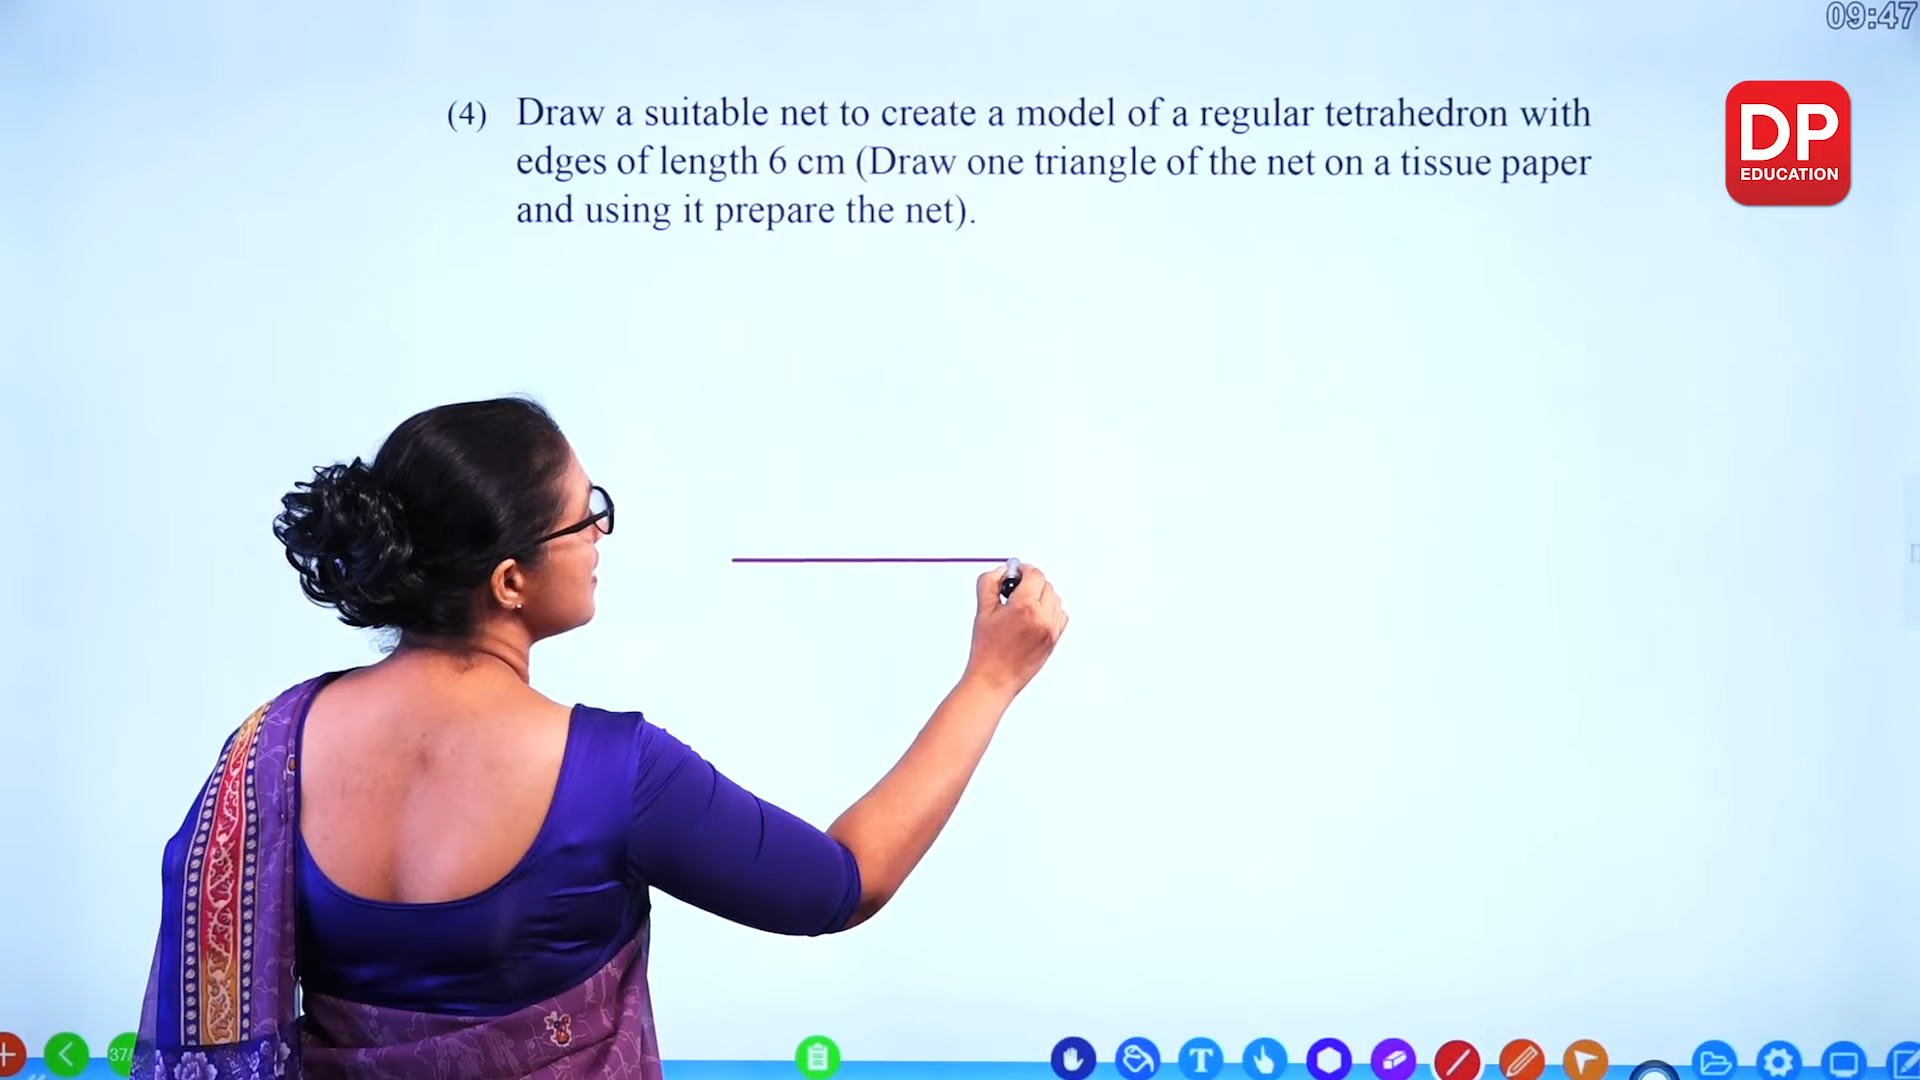 09:47
(4) Draw a suitable net to create a model of a regular tetrahedron with
edges of length 6 cm (Draw one triangle of the net on a tissue paper
and using it prepare the net).
DP
EDUCATION
37/
T